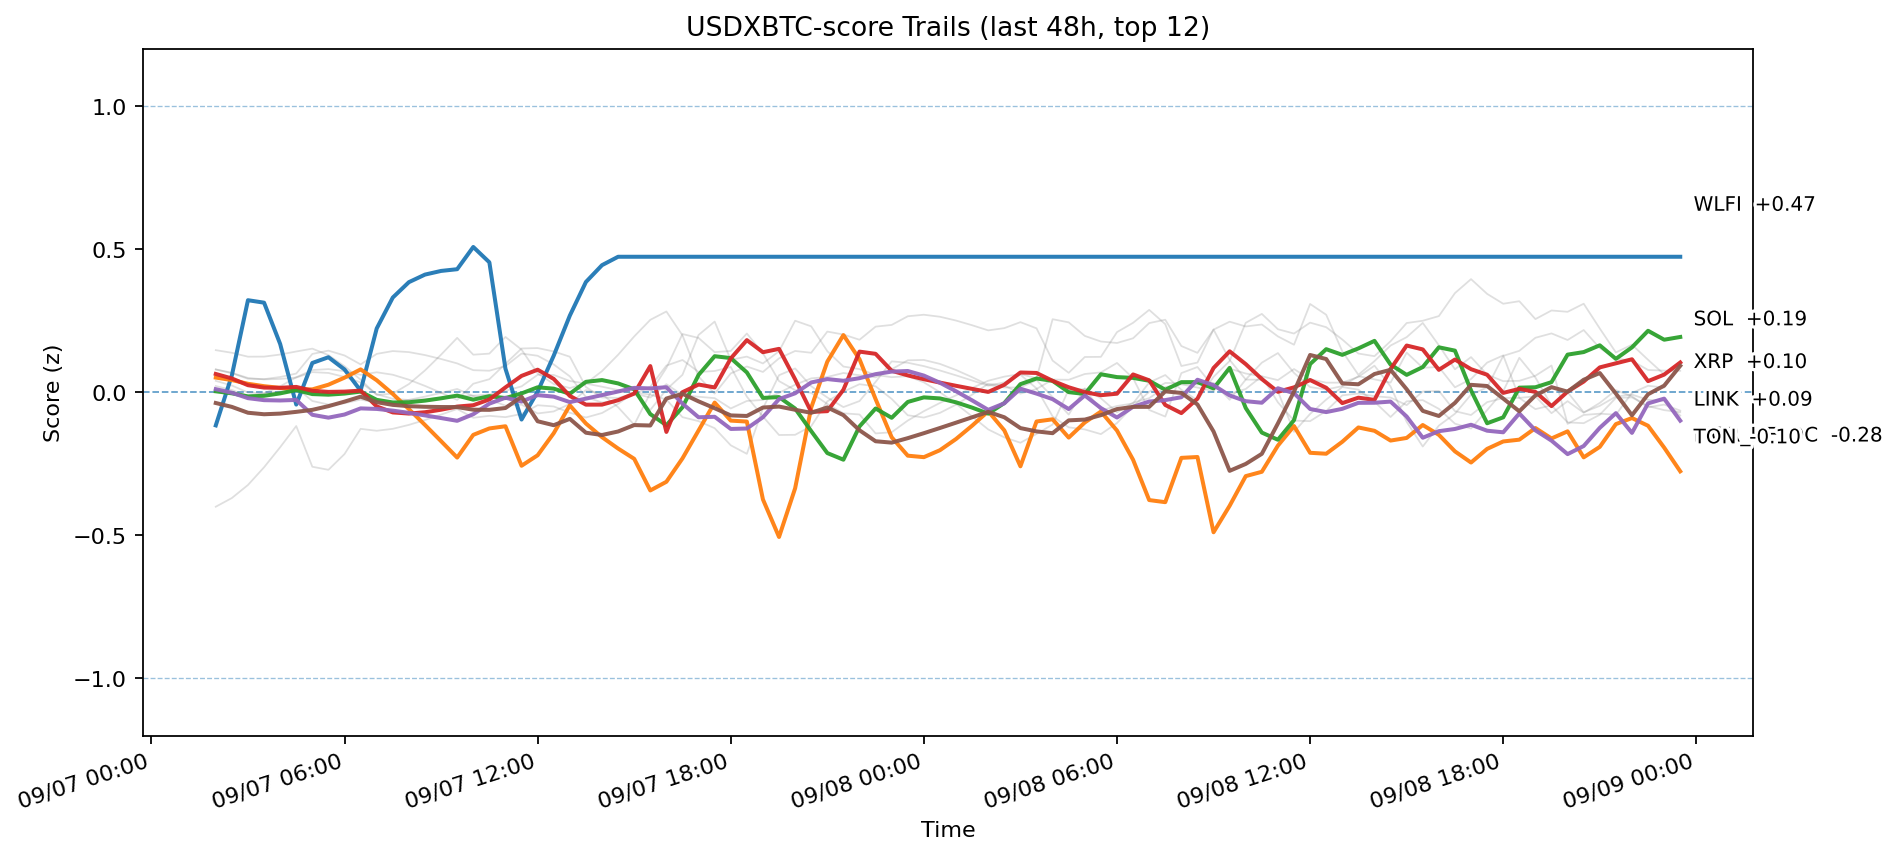 USDXBTC-score Trails (last 48h, top 12)
1.0
0.5
0.0
−0.5
−1.0
Score (z)
WLFI +0.47
SOL +0.19
XRP +0.10
LINK +0.09
TON -0.10
-0.28
09/07 00:00
09/07 06:00
09/07 12:00
09/07 18:00
09/08 00:00
09/08 06:00
09/08 12:00
09/08 18:00
09/09 00:00
Time